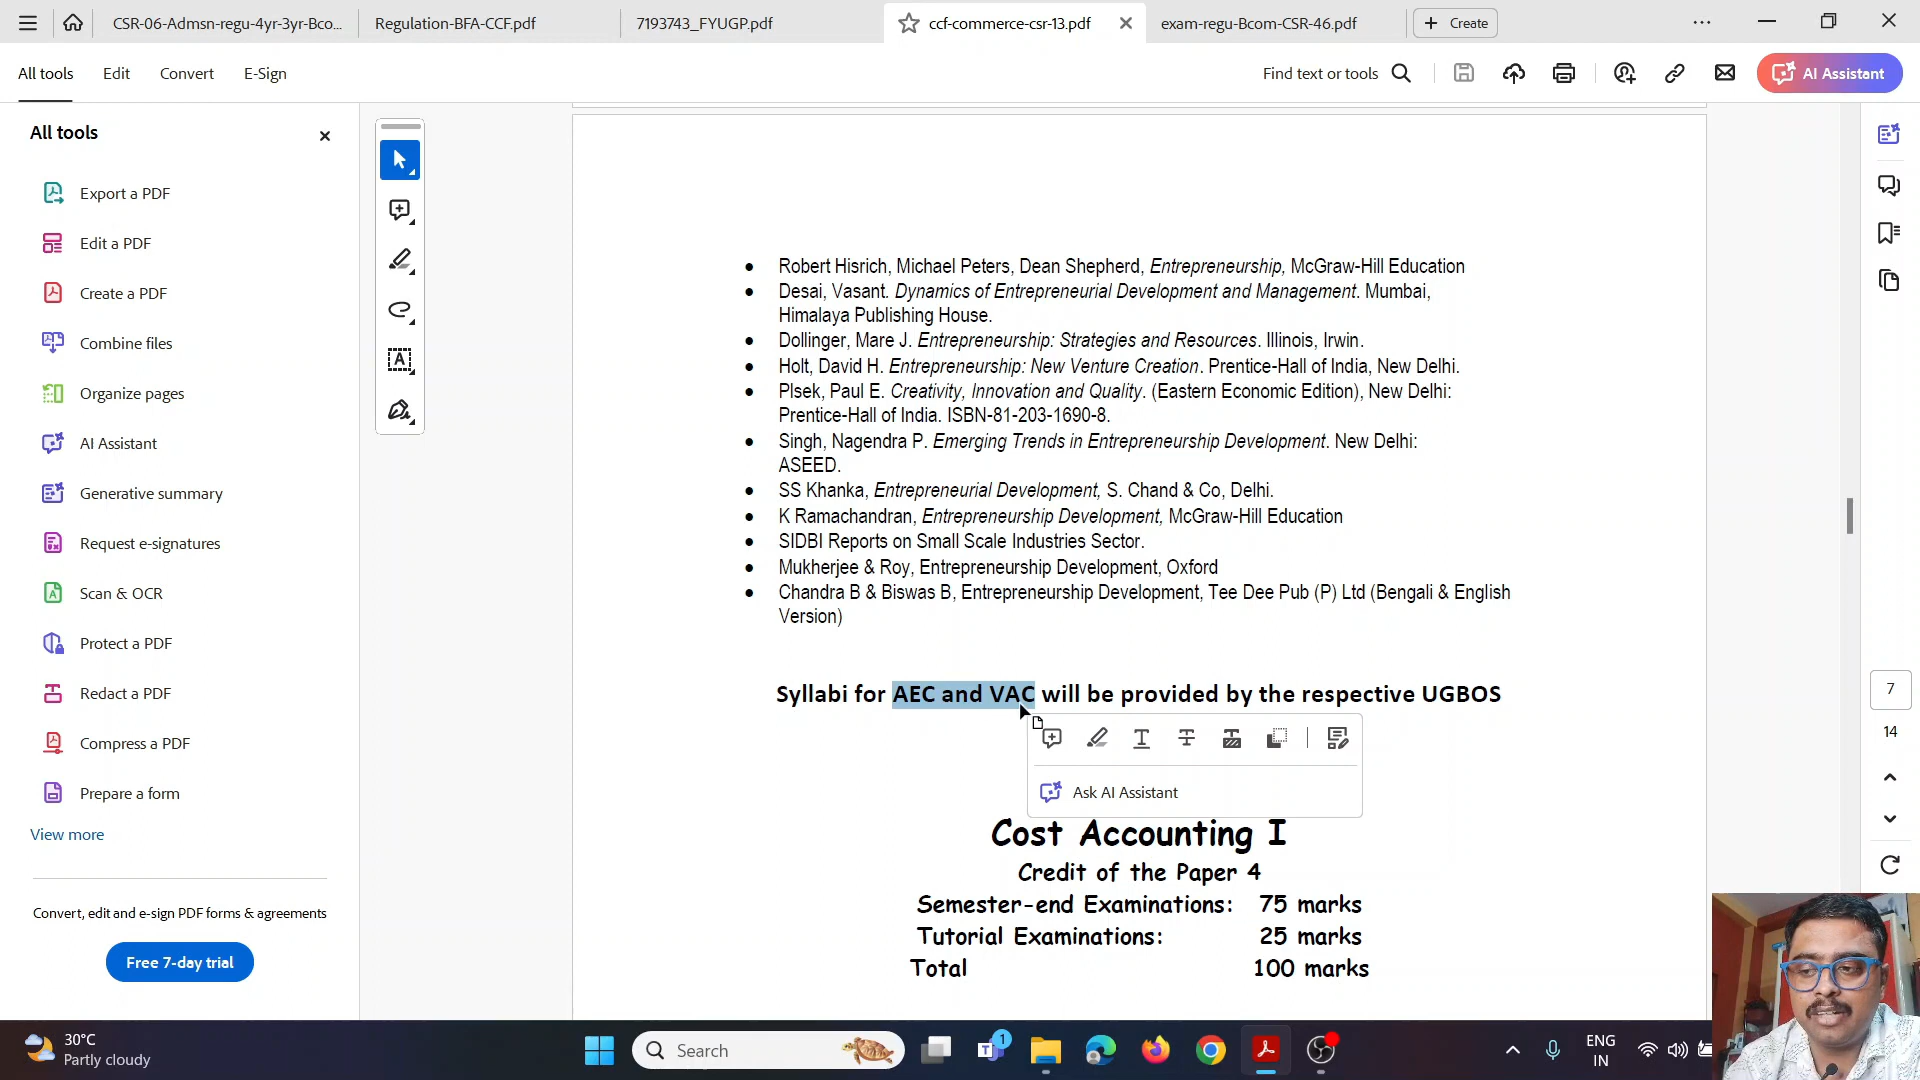 CSR-06-Admsn-regu-4yr-3yr-Bco...
Regulation-BFA-CCF.pdf
7193743_FYUGP.pdf
ccf-commerce-csr-13.pdf
exam-regu-Bcom-CSR-46.pdf
Create
All tools
Edit
Convert
E-Sign
Find text or tools
AI Assistant
All tools
Export a PDF
Edit a PDF
Create a PDF
Combine files
Organize pages
AI Assistant
Generative summary
Request e-signatures
Scan & OCR
Protect a PDF
Redact a PDF
Compress a PDF
Prepare a form
View more
Convert, edit and e-sign PDF forms & agreements
Free 7-day trial
• Robert Hisrich, Michael Peters, Dean Shepherd, Entrepreneurship, McGraw-Hill Education
• Desai, Vasant. Dynamics of Entrepreneurial Development and Management. Mumbai,
Himalaya Publishing House.
• Dollinger, Mare J. Entrepreneurship: Strategies and Resources. Illinois, Irwin.
• Holt, David H. Entrepreneurship: New Venture Creation. Prentice-Hall of India, New Delhi.
• Plsek, Paul E. Creativity, Innovation and Quality. (Eastern Economic Edition), New Delhi:
Prentice-Hall of India. ISBN-81-203-1690-8.
• Singh, Nagendra P. Emerging Trends in Entrepreneurship Development. New Delhi:
ASEED.
• SS Khanka, Entrepreneurial Development, S. Chand & Co, Delhi.
• K Ramachandran, Entrepreneurship Development, McGraw-Hill Education
• SIDBI Reports on Small Scale Industries Sector.
• Mukherjee & Roy, Entrepreneurship Development, Oxford
• Chandra B & Biswas B, Entrepreneurship Development, Tee Dee Pub (P) Ltd (Bengali & English
Version)
Syllabi for AEC and VAC will be provided by the respective UGBOS
Ask AI Assistant
Cost Accounting I
Credit of the Paper 4
Semester-end Examinations: 75 marks
Tutorial Examinations: 25 marks
Total 100 marks
7
14
30°C
Partly cloudy
Search
1
ENG
IN